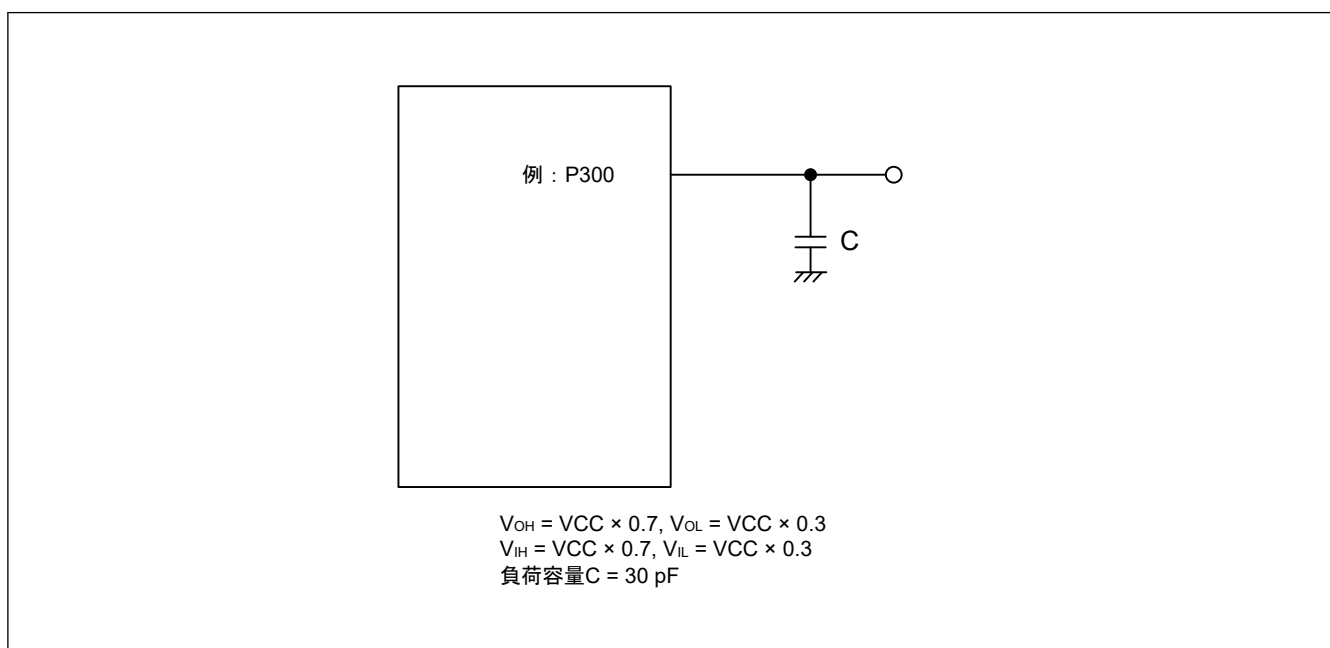 例：P300
C
VOH = VCC × 0.7, VOL = VCC × 0.3
VIH = VCC × 0.7, VIL = VCC × 0.3
負荷容量C = 30 pF